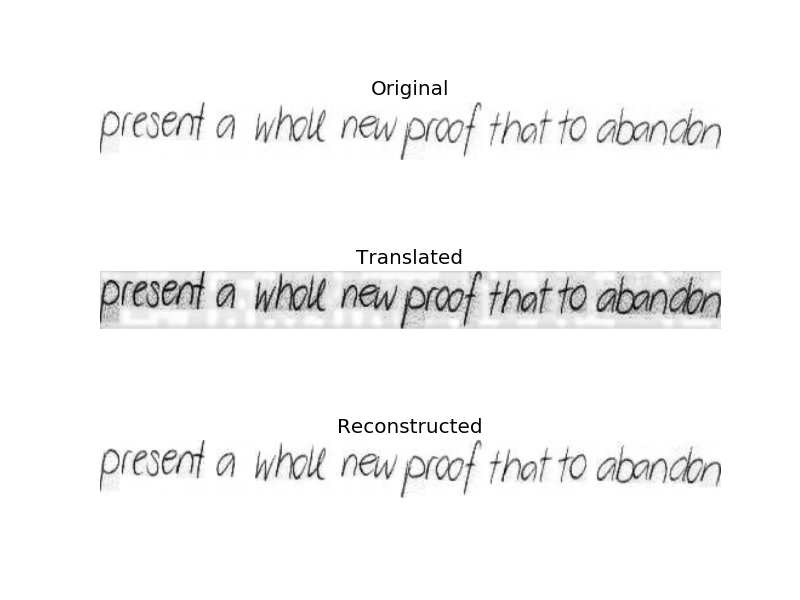 Original
present a whole new proof that to abandon
Translated
present a whole new proof that to abandon
Reconstructed
present a whole new proof that to abandon